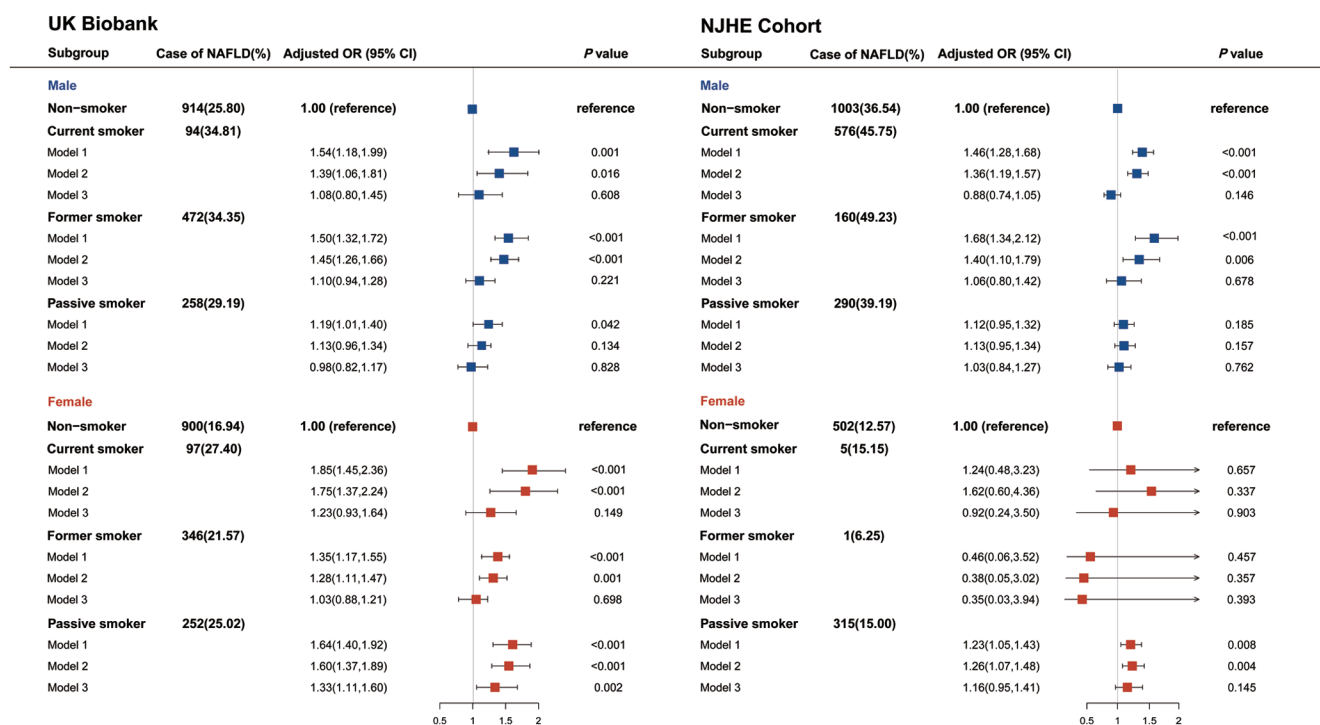 UK Biobank
Subgroup Case of NAFLD(%) Adjusted OR (95% CI) P value
Male
Non−smoker 914(25.80) 1.00 (reference) reference
Current smoker 94(34.81)
Model 1 1.54(1.18,1.99) 0.001
Model 2 1.39(1.06,1.81) 0.016
Model 3 1.08(0.80,1.45) 0.608
Former smoker 472(34.35)
Model 1 1.50(1.32,1.72) <0.001
Model 2 1.45(1.26,1.66) <0.001
Model 3 1.10(0.94,1.28) 0.221
Passive smoker 258(29.19)
Model 1 1.19(1.01,1.40) 0.042
Model 2 1.13(0.96,1.34) 0.134
Model 3 0.98(0.82,1.17) 0.828
Female
Non−smoker 900(16.94) 1.00 (reference) reference
Current smoker 97(27.40)
Model 1 1.85(1.45,2.36) <0.001
Model 2 1.75(1.37,2.24) <0.001
Model 3 1.23(0.93,1.64) 0.149
Former smoker 346(21.57)
Model 1 1.35(1.17,1.55) <0.001
Model 2 1.28(1.11,1.47) 0.001
Model 3 1.03(0.88,1.21) 0.698
Passive smoker 252(25.02)
Model 1 1.64(1.40,1.92) <0.001
Model 2 1.60(1.37,1.89) <0.001
Model 3 1.33(1.11,1.60) 0.002
0.5 1 1.5 2
NJHE Cohort
Subgroup Case of NAFLD(%) Adjusted OR (95% CI) P value
Male
Non−smoker 1003(36.54) 1.00 (reference) reference
Current smoker 576(45.75)
Model 1 1.46(1.28,1.68) <0.001
Model 2 1.36(1.19,1.57) <0.001
Model 3 0.88(0.74,1.05) 0.146
Former smoker 160(49.23)
Model 1 1.68(1.34,2.12) <0.001
Model 2 1.40(1.10,1.79) 0.006
Model 3 1.06(0.80,1.42) 0.678
Passive smoker 290(39.19)
Model 1 1.12(0.95,1.32) 0.185
Model 2 1.13(0.95,1.34) 0.157
Model 3 1.03(0.84,1.27) 0.762
Female
Non−smoker 502(12.57) 1.00 (reference) reference
Current smoker 5(15.15)
Model 1 1.24(0.48,3.23) 0.657
Model 2 1.62(0.60,4.36) 0.337
Model 3 0.92(0.24,3.50) 0.903
Former smoker 1(6.25)
Model 1 0.46(0.06,3.52) 0.457
Model 2 0.38(0.05,3.02) 0.357
Model 3 0.35(0.03,3.94) 0.393
Passive smoker 315(15.00)
Model 1 1.23(1.05,1.43) 0.008
Model 2 1.26(1.07,1.48) 0.004
Model 3 1.16(0.95,1.41) 0.145
0.5 1 1.5 2